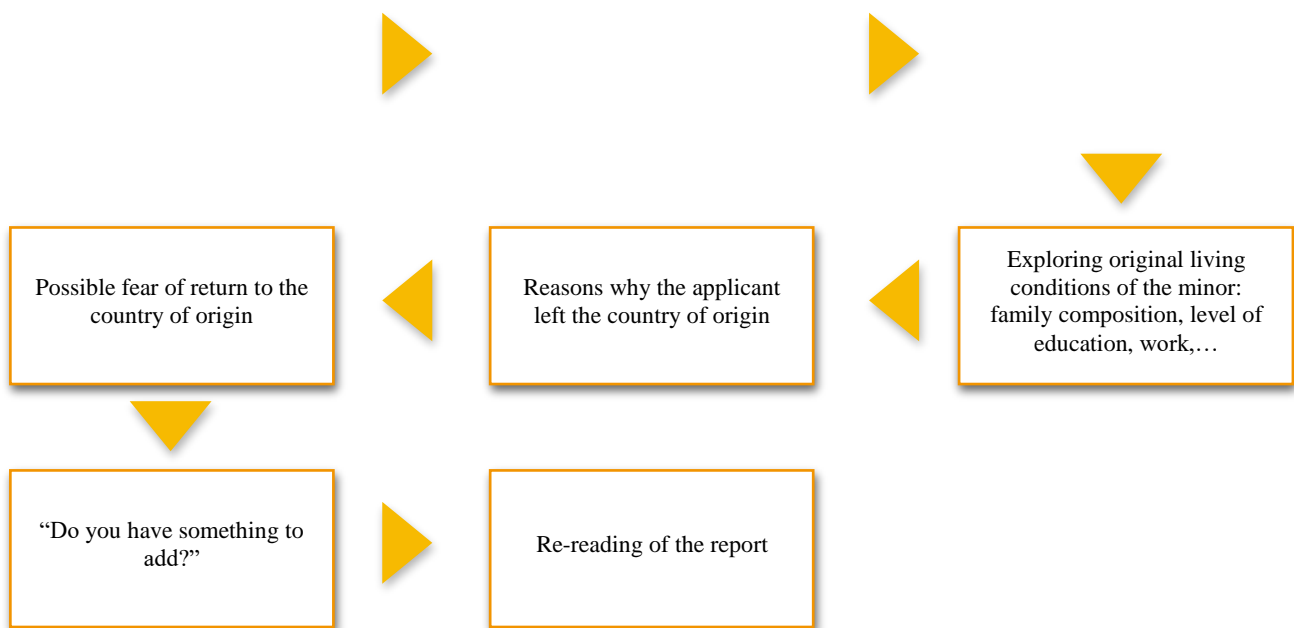 Possible fear of return to the
country of origin
Reasons why the applicant
left the country of origin
Exploring original living
conditions of the minor:
family composition, level of
education, work,…
“Do you have something to
add?”
Re-reading of the report